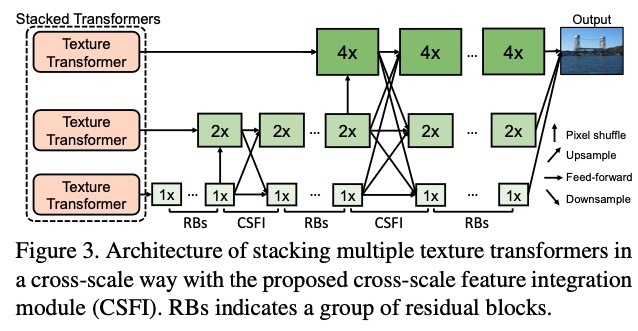 Stacked Transformers
Output
Texture
Transformer
4x
4x
...
4x
Texture
Transformer
2x
2x
...
2x
2x
...
2x
Pixel shuffle
Upsample
Feed-forward
Downsample
Texture
Transformer
1x
...
1x
1x
...
1x
1x
...
1x
RBs
CSFI
RBs
CSFI
RBs
Figure 3. Architecture of stacking multiple texture transformers in
a cross-scale way with the proposed cross-scale feature integration
module (CSFI). RBs indicates a group of residual blocks.